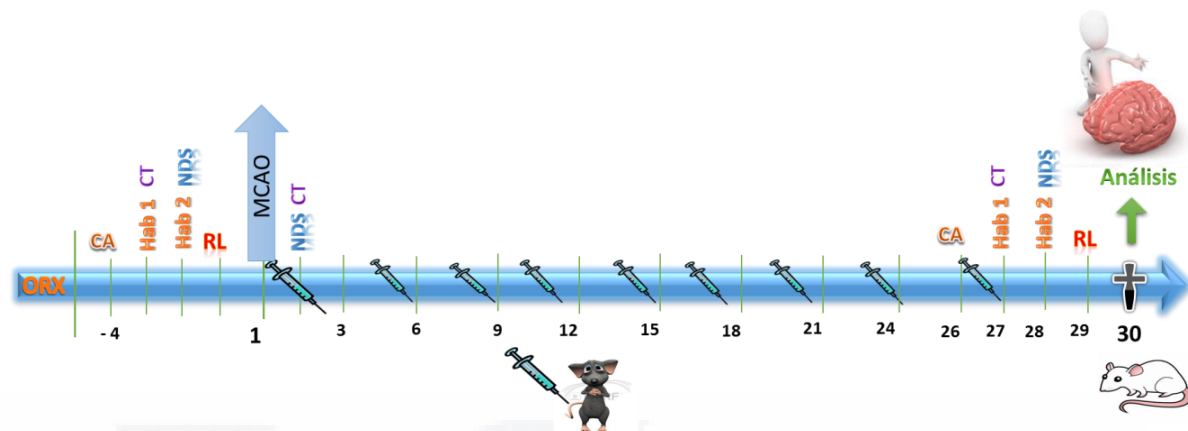 CA
Hab 1 CT
Hab 2 NDS
RL
MCAO
NDS CT
CA
Hab 1 CT
Hab 2 NDS
RL
Análisis
ORX
- 4 1 3 6 9 12 15 18 21 24 26 27 28 29 30